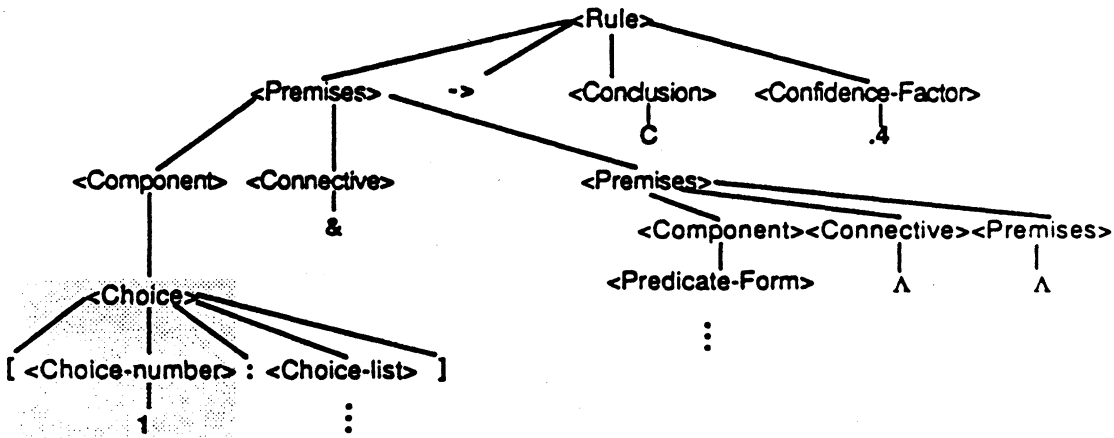 <Rule>
<Premises> -> <Conclusion> <Confidence-Factor>
C .4
<Component> <Connective> <Premises>
&
<Component> <Connective> <Premises>
<Predicate-Form> Λ Λ
<Choice>
[ <Choice-number> : <Choice-list> ]
1